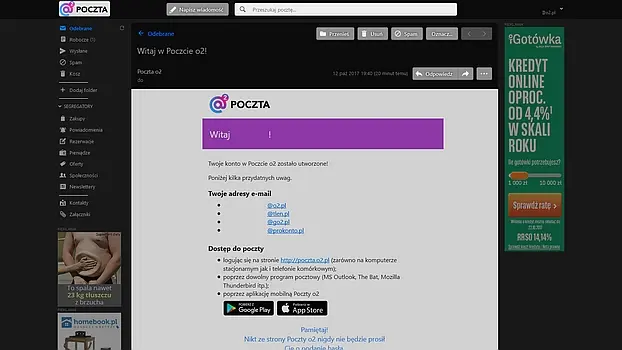 @2 POCZTA
Napisz wiadomość
Przeszukaj pocztę...
@o2.pl
Odebrane
Robocze (1)
Wysłane
Spam
Kosz
Dodaj folder
SEGREGATORY
Zakupy
Powiadomienia
Rezerwacje
Pieniądze
Oferty
Społeczności
Newslettery
Kontakty
Załączniki
To spala nawet
23 kg tłuszczu
z brzucha
homebook.pl
Odebrane
Przenieś
Usuń
Spam
Oznacz...
Witaj w Poczcie o2!
Poczta o2
do
12 paź 2017 19:40 (20 minut temu)
Odpowiedz
@2 POCZTA
Witaj !
Twoje konto w Poczcie o2 zostało utworzone!
Poniżej kilka przydatnych uwag.
Twoje adresy e-mail
@o2.pl
@tlen.pl
@go2.pl
@prokonto.pl
Dostęp do poczty
logując się na stronie http://poczta.o2.pl (zarówno na komputerze
stacjonarnym jak i telefonie komórkowym);
poprzez dowolny program pocztowy (MS Outlook, The Bat, Mozilla
Thunderbird itp.);
poprzez aplikację mobilną Poczty o2
Google Play
App Store
Pamiętaj!
Nikt ze strony Poczty o2 nigdy nie będzie prosił
Cię o podanie hasła
iGotówka
KREDYT
ONLINE
OPROC.
OD 4,4%
W SKALI
ROKU
Ile gotówki potrzebujesz?
1 000 zł
10 000 zł
Sprawdź ratę
RRSO 14,14%